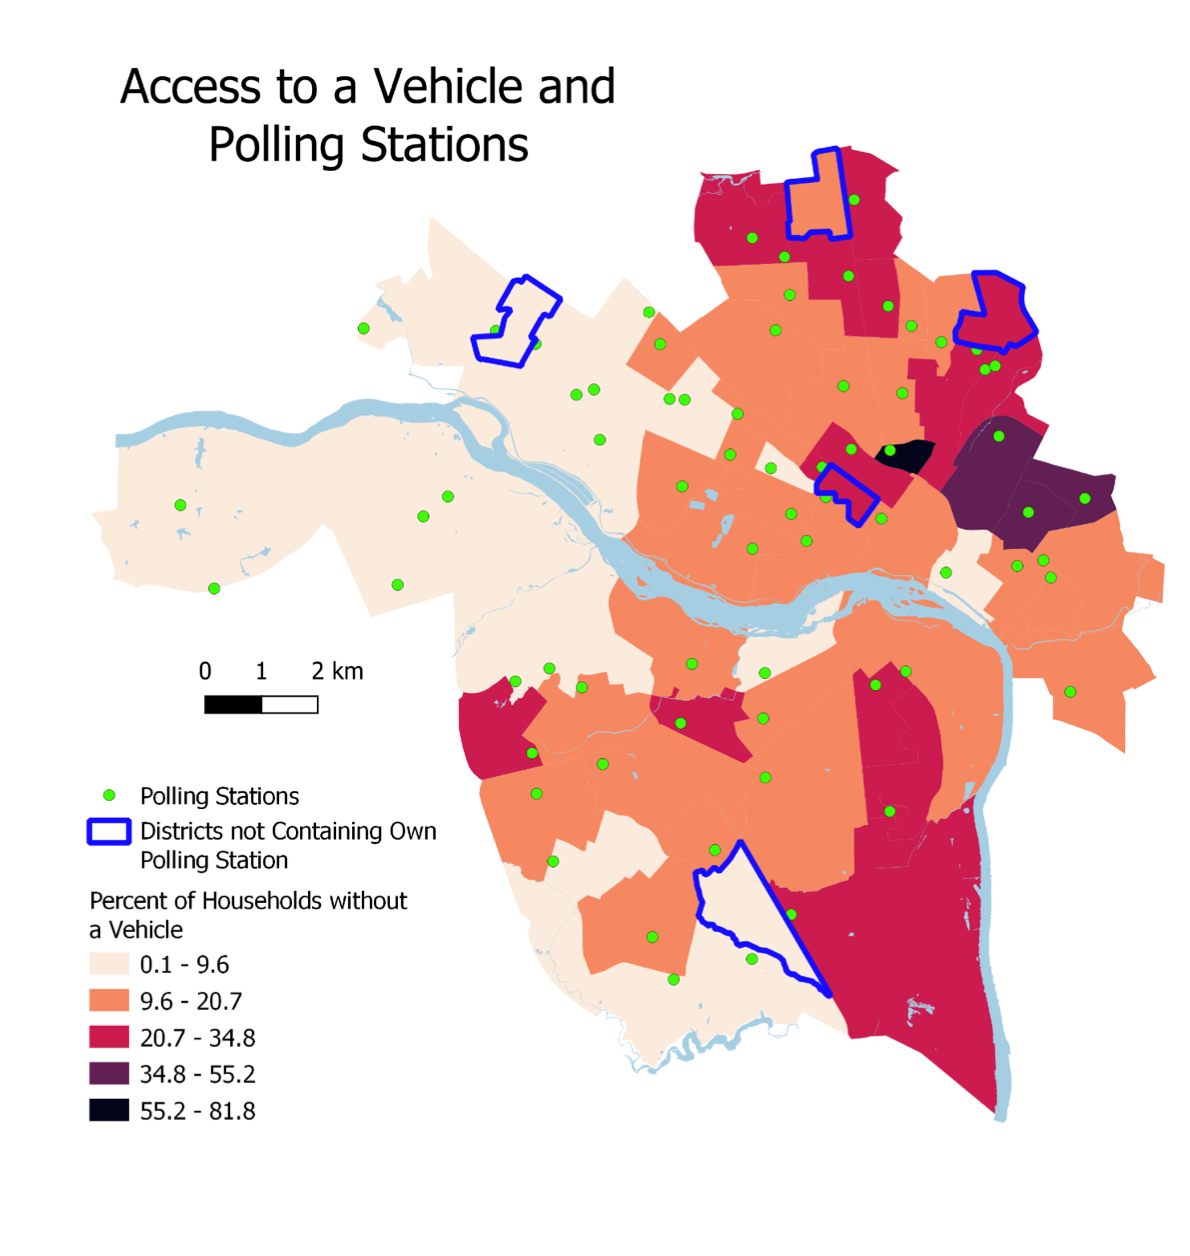 Access to a Vehicle and
Polling Stations
0 1 2 km
Polling Stations
Districts not Containing Own
Polling Station
Percent of Households without
a Vehicle
0.1 - 9.6
9.6 - 20.7
20.7 - 34.8
34.8 - 55.2
55.2 - 81.8